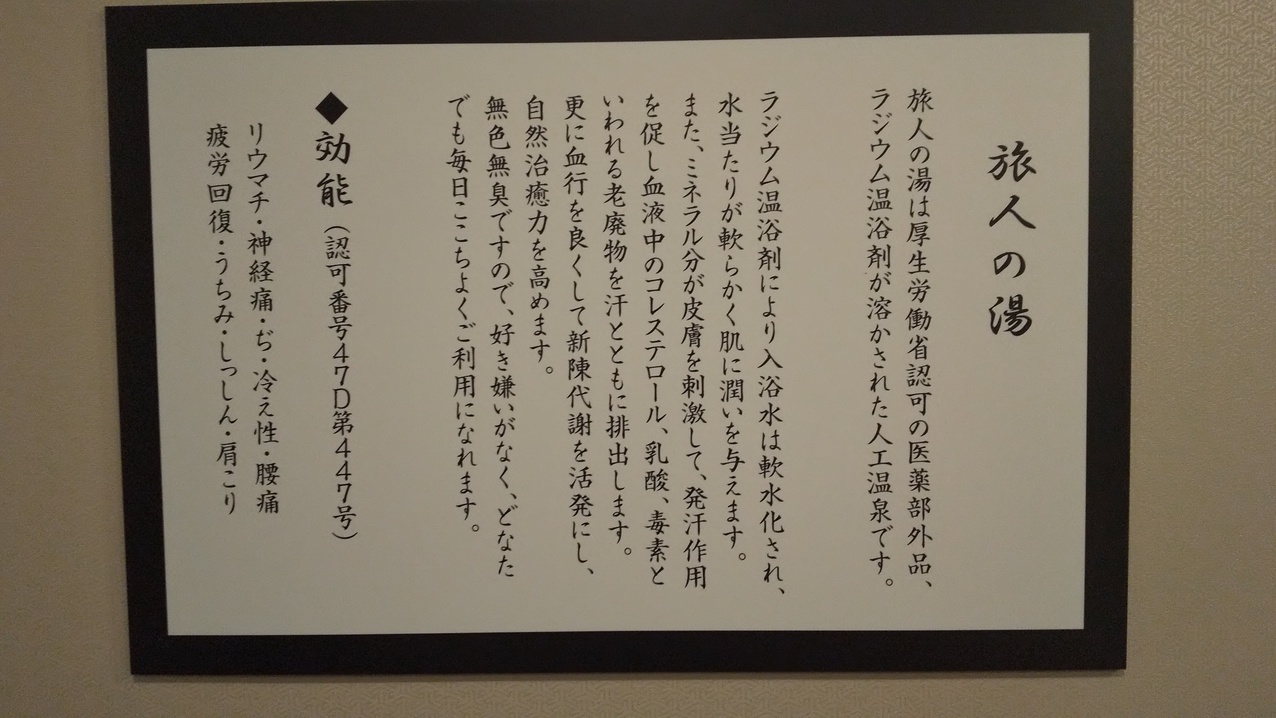 旅人の湯
旅人の湯は厚生労働省認可の医薬部外品、
ラジウム温浴剤が溶かされた人工温泉です。
ラジウム温浴剤により入浴水は軟水化され、
水当たりが軟らかく肌に潤いを与えます。
また、ミネラル分が皮膚を刺激して、発汗作用
を促し血液中のコレステロール、乳酸、毒素と
いわれる老廃物を汗とともに排出します。
更に血行を良くして新陳代謝を活発にし、
自然治癒力を高めます。
無色無臭ですので、好き嫌いがなく、どなた
でも毎日ここちよくご利用になれます。
◆効能（認可番号47D第447号）
リウマチ・神経痛・ぢ・冷え性・腰痛
疲労回復・うちみ・しっしん・肩こり